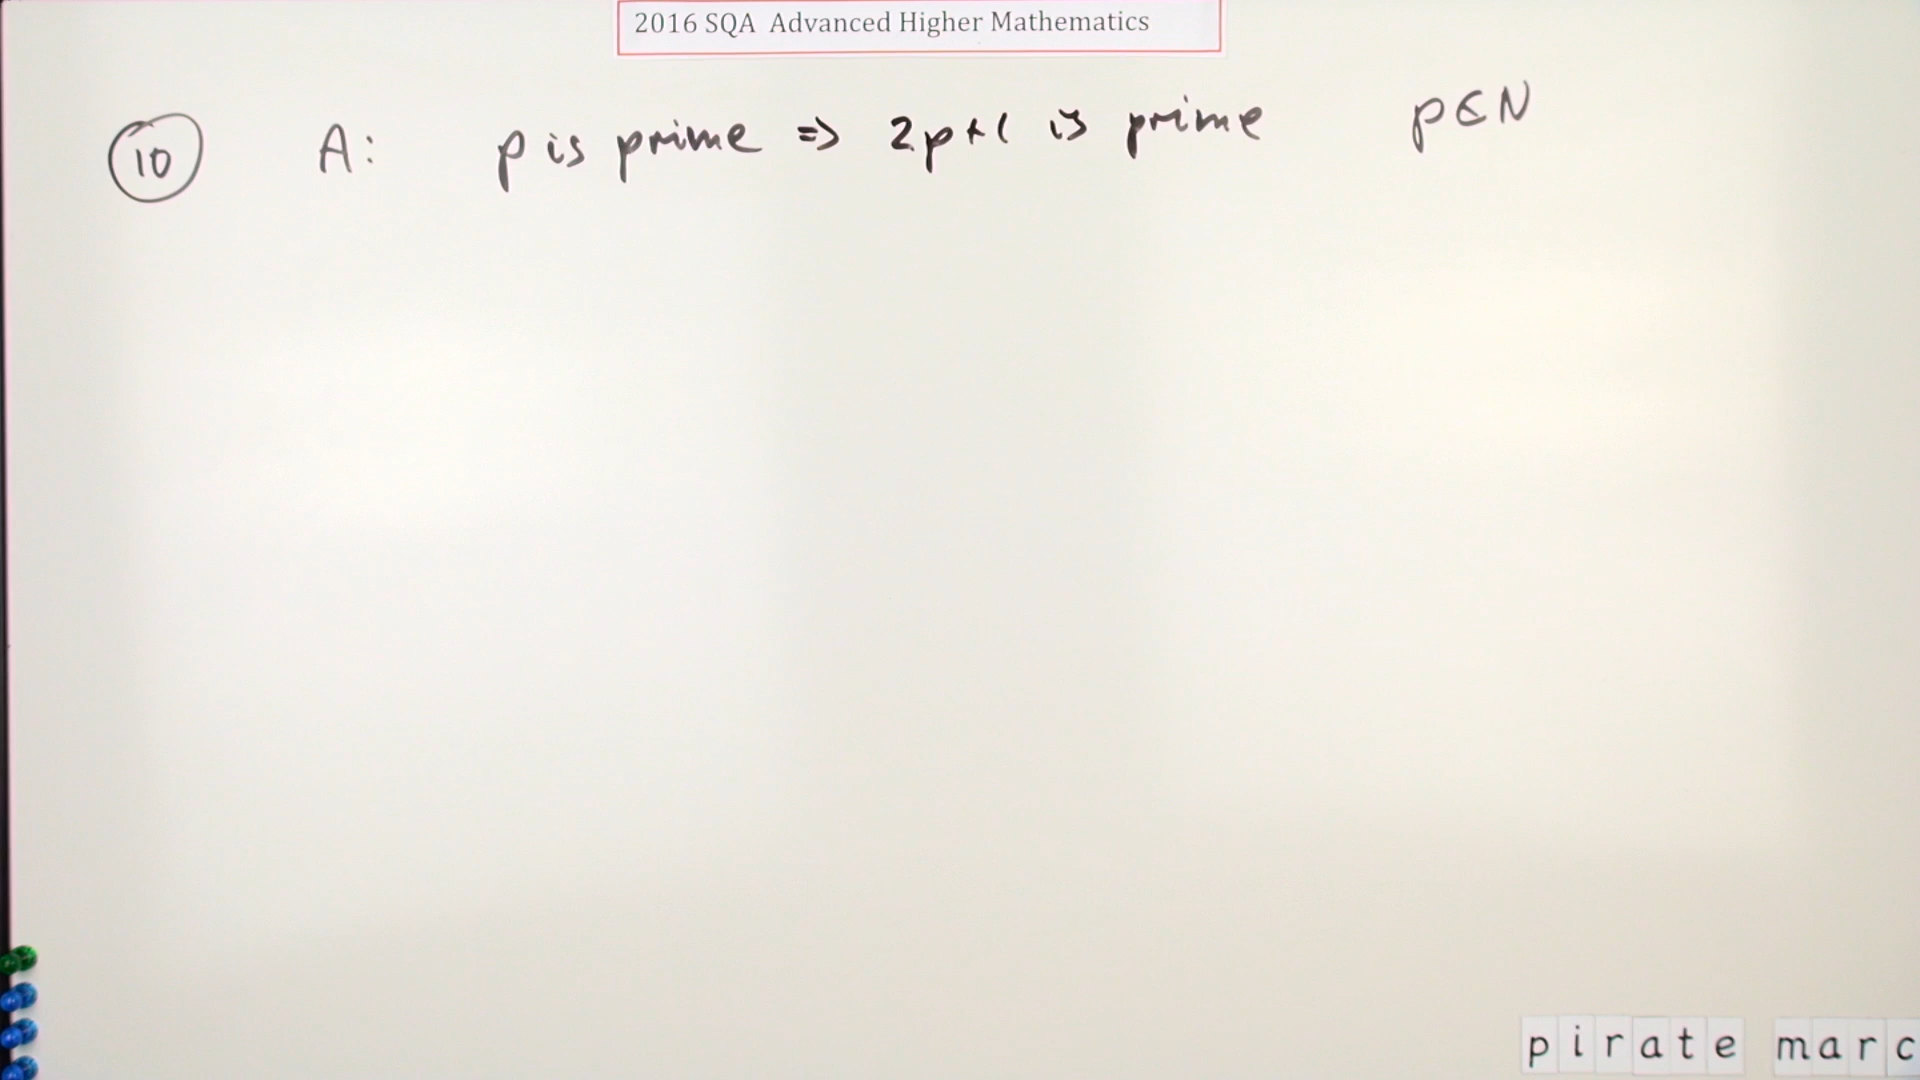 2016 SQA Advanced Higher Mathematics
10 A: p is prime => 2p+1 is prime p∈N
pirate marc